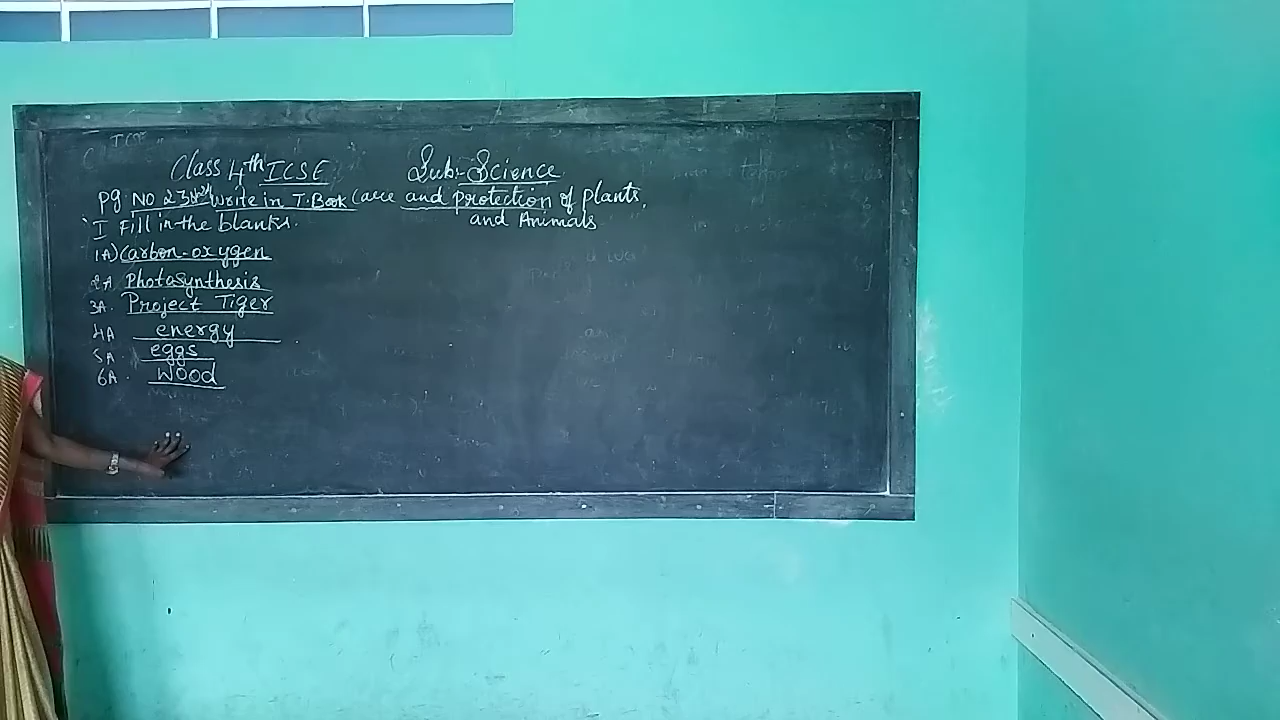 Class 4th ICSE Sub:- Science
Pg NO 23 Write in T.Book Care and protection of plants,
and Animals
I Fill in the blanks.
1A) Carbon-oxygen
2A Photosynthesis
3A. Project Tiger
4A energy
5A. eggs
6A. Wood